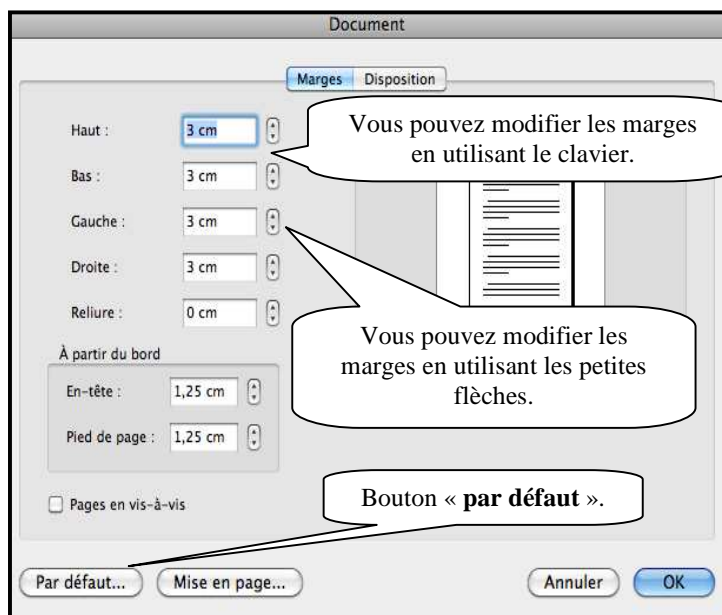 Document
Marges Disposition
Haut : 3 cm
Vous pouvez modifier les marges
en utilisant le clavier.
Bas : 3 cm
Gauche : 3 cm
Droite : 3 cm
Reliure : 0 cm
Vous pouvez modifier les
marges en utilisant les petites
flèches.
À partir du bord
En-tête : 1,25 cm
Pied de page : 1,25 cm
Bouton « par défaut ».
Pages en vis-à-vis
Par défaut... Mise en page... Annuler OK